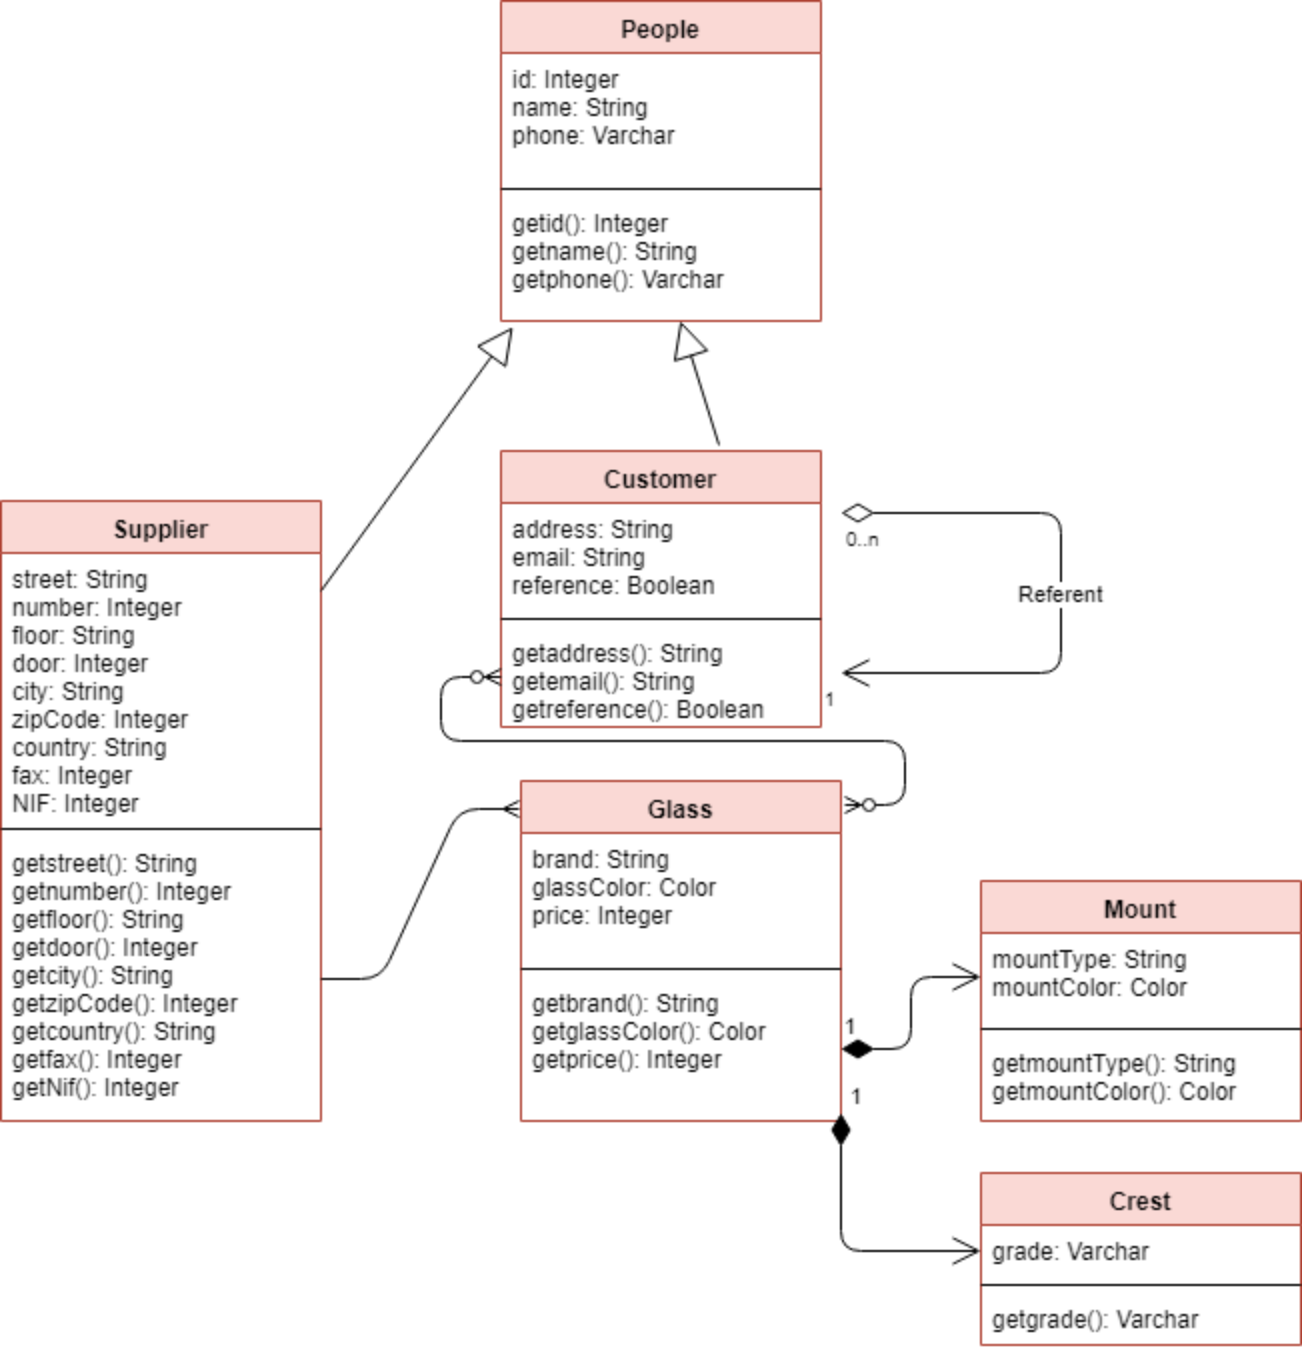 People
id: Integer
name: String
phone: Varchar
getid(): Integer
getname(): String
getphone(): Varchar
Customer
address: String
email: String
reference: Boolean
getaddress(): String
getemail(): String
getreference(): Boolean
0..n
Referent
1
Supplier
street: String
number: Integer
floor: String
door: Integer
city: String
zipCode: Integer
country: String
fax: Integer
NIF: Integer
getstreet(): String
getnumber(): Integer
getfloor(): String
getdoor(): Integer
getcity(): String
getzipCode(): Integer
getcountry(): String
getfax(): Integer
getNif(): Integer
Glass
brand: String
glassColor: Color
price: Integer
getbrand(): String
getglassColor(): Color
getprice(): Integer
1
1
Mount
mountType: String
mountColor: Color
getmountType(): String
getmountColor(): Color
Crest
grade: Varchar
getgrade(): Varchar